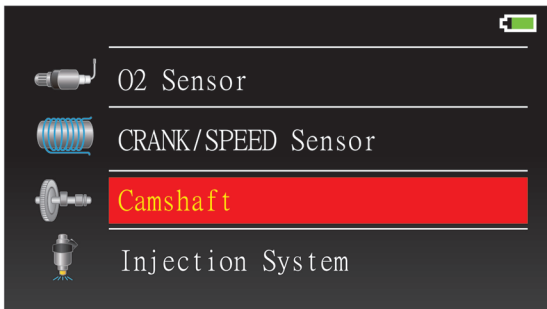 O2 Sensor
CRANK/SPEED Sensor
Camshaft
Injection System